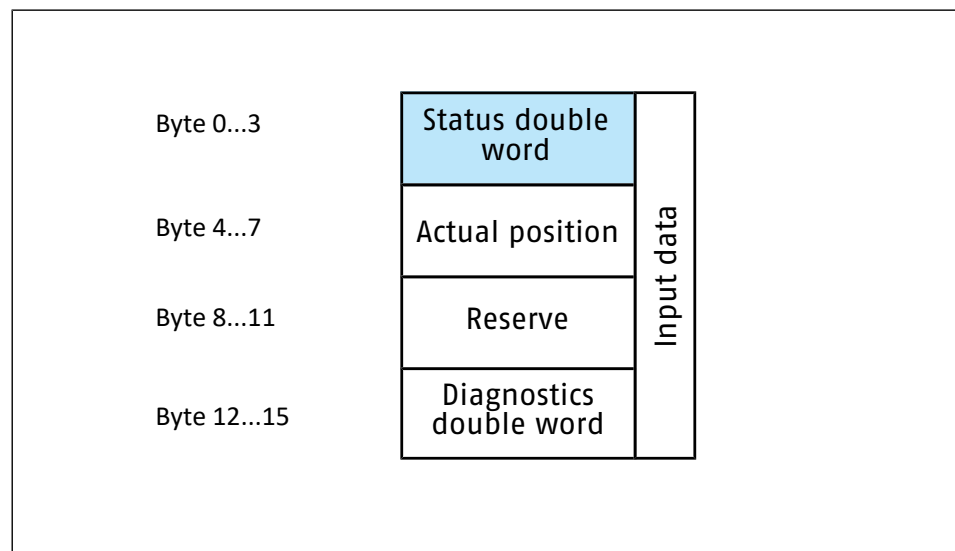 Byte 0...3
Status double
word
Byte 4...7
Actual position
Byte 8...11
Reserve
Byte 12...15
Diagnostics
double word
Input data